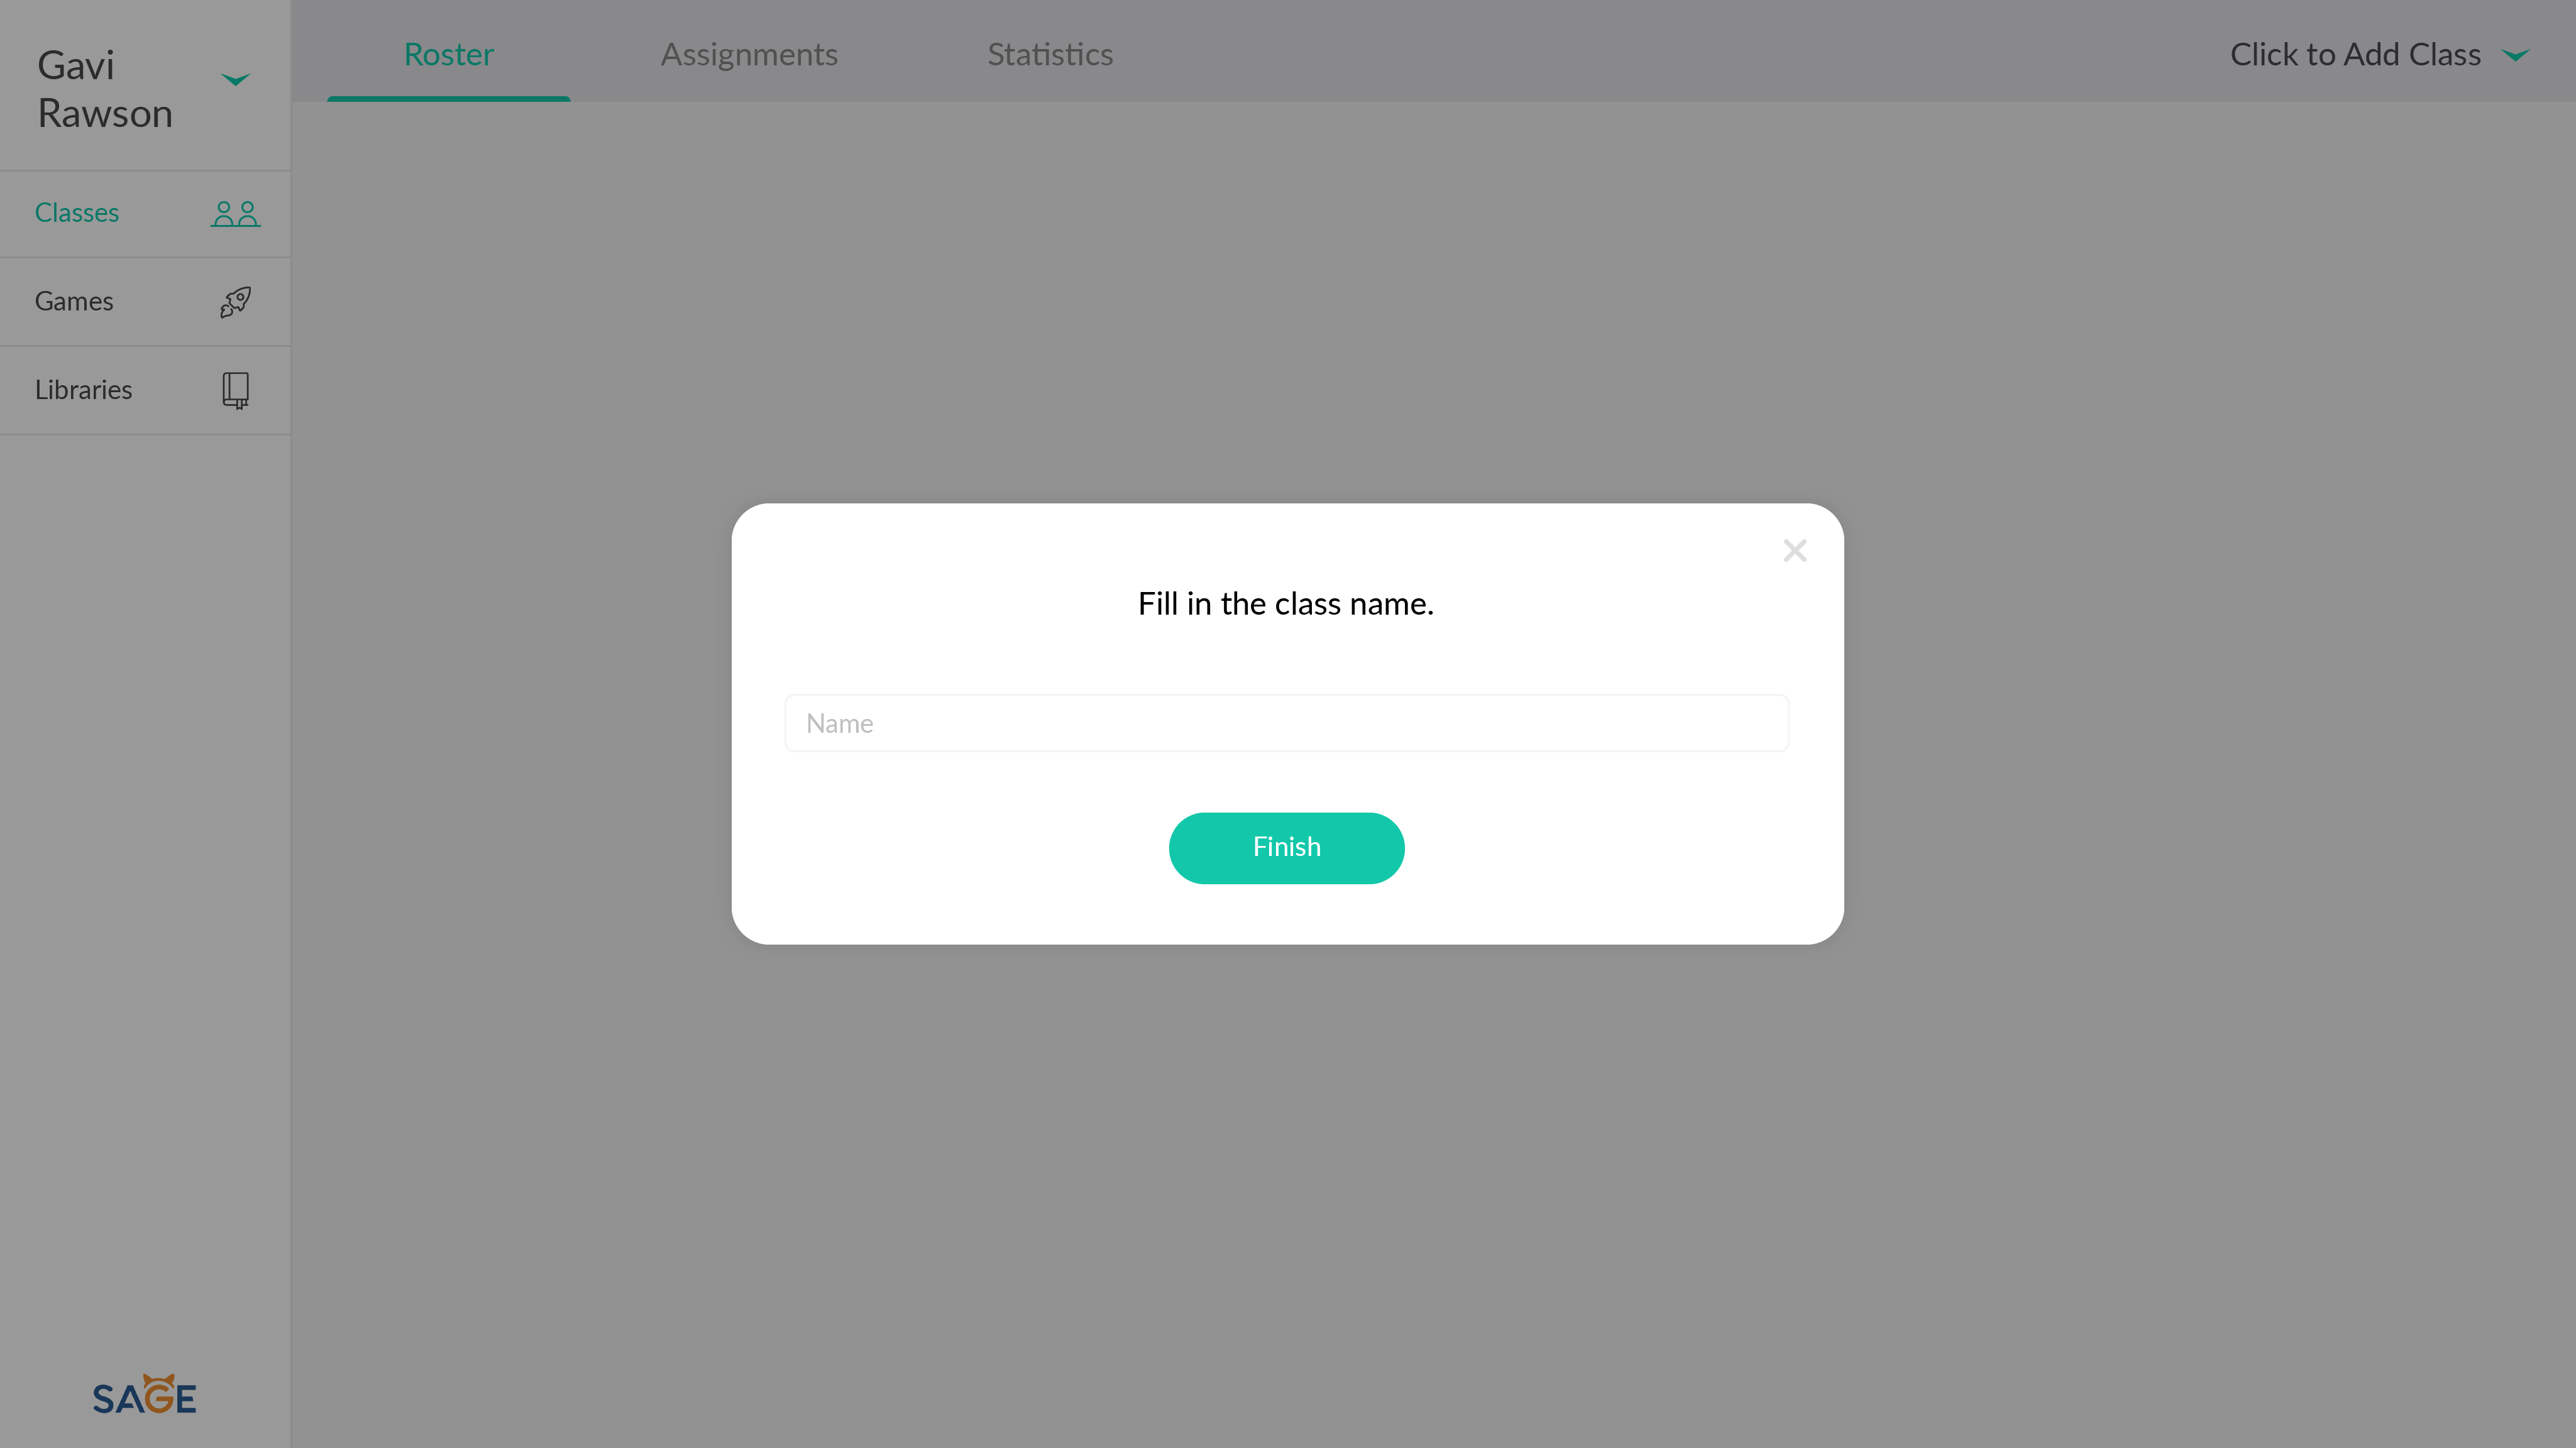 Gavi
Rawson
Classes
Games
Libraries
SAGE
Roster
Assignments
Statistics
Click to Add Class
Fill in the class name.
Name
Finish